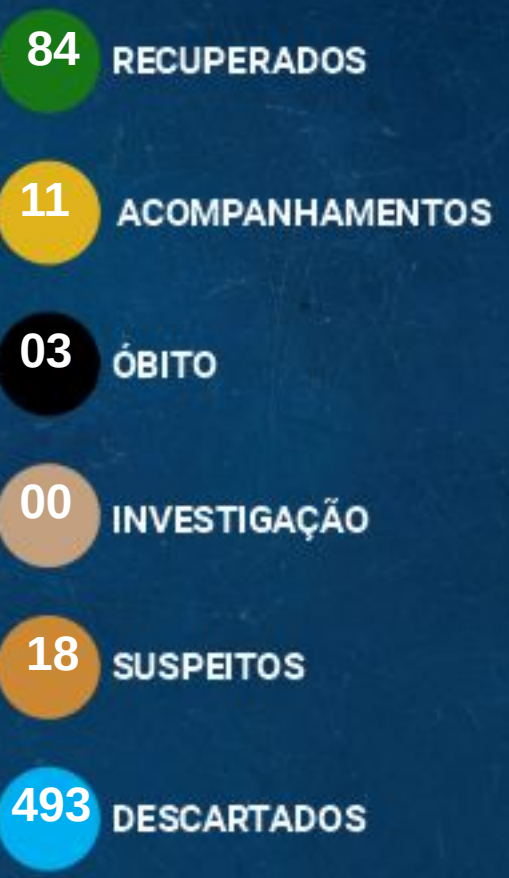 84 RECUPERADOS
11 ACOMPANHAMENTOS
03 ÓBITO
00 INVESTIGAÇÃO
18 SUSPEITOS
493 DESCARTADOS